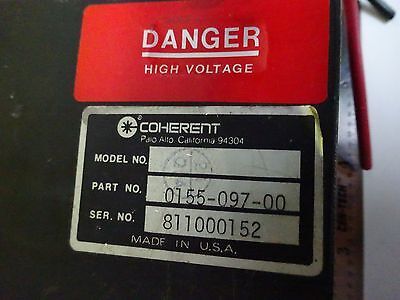 DANGER
HIGH VOLTAGE
® COHERENT
Palo Alto, California 94304
MODEL NO.
PART NO. 0155-097-00
SER. NO. 811000152
MADE IN U.S.A.